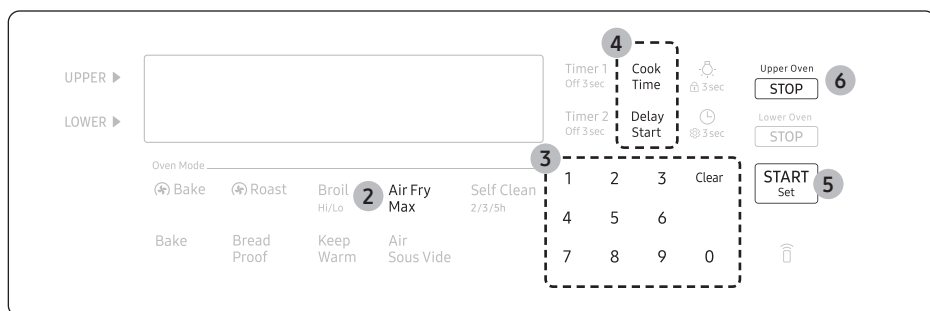 4
UPPER ▶
Timer 1
Off 3 sec
Cook
Time
3 sec
Upper Oven
STOP
6
LOWER ▶
Timer 2
Off 3 sec
Delay
Start
3 sec
Lower Oven
STOP
3
Oven Mode
Bake
Roast
Broil
Hi/Lo
2
Air Fry
Max
Self Clean
2/3/5h
1 2 3 Clear
START
Set
5
4 5 6
Bake
Bread
Proof
Keep
Warm
Air
Sous Vide
7 8 9 0